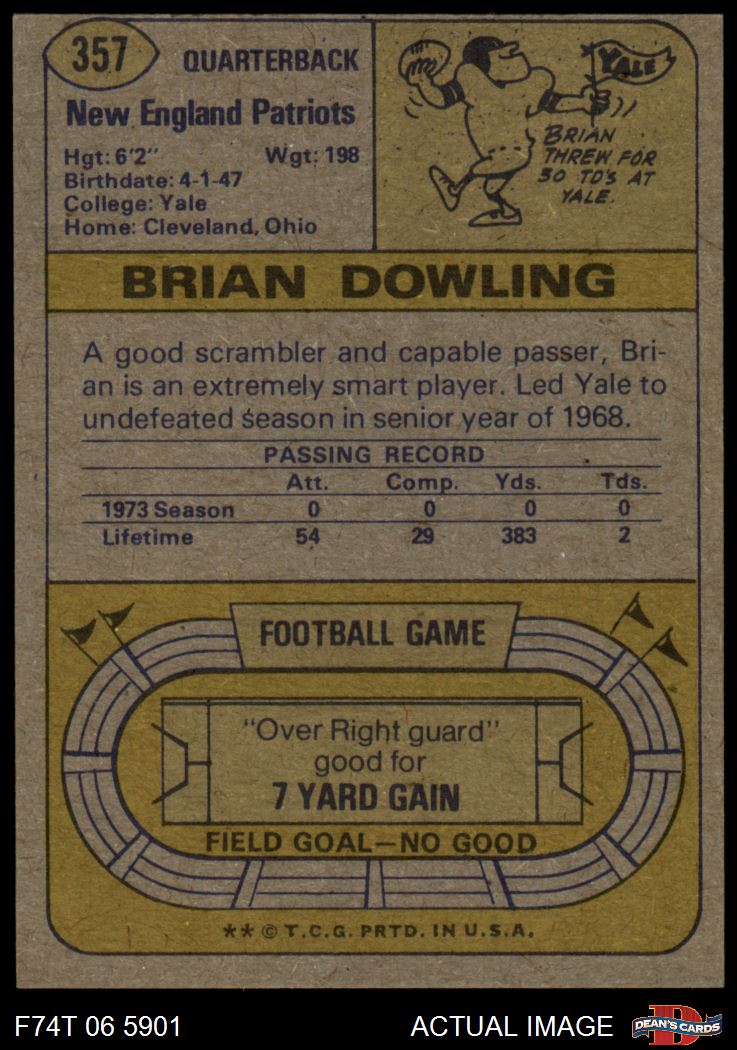 357
QUARTERBACK
New England Patriots
Hgt: 6'2" Wgt: 198
Birthdate: 4-1-47
College: Yale
Home: Cleveland, Ohio
YALE
BRIAN
THREW FOR
30 TD'S AT
YALE.
BRIAN DOWLING
A good scrambler and capable passer, Bri-
an is an extremely smart player. Led Yale to
undefeated season in senior year of 1968.
PASSING RECORD
Att. Comp. Yds. Tds.
1973 Season 0 0 0 0
Lifetime 54 29 383 2
FOOTBALL GAME
"Over Right guard"
good for
7 YARD GAIN
FIELD GOAL—NO GOOD
** © T.C.G. PRTD. IN U.S.A.
F74T 06 5901 ACTUAL IMAGE
D
DEAN'S CARDS